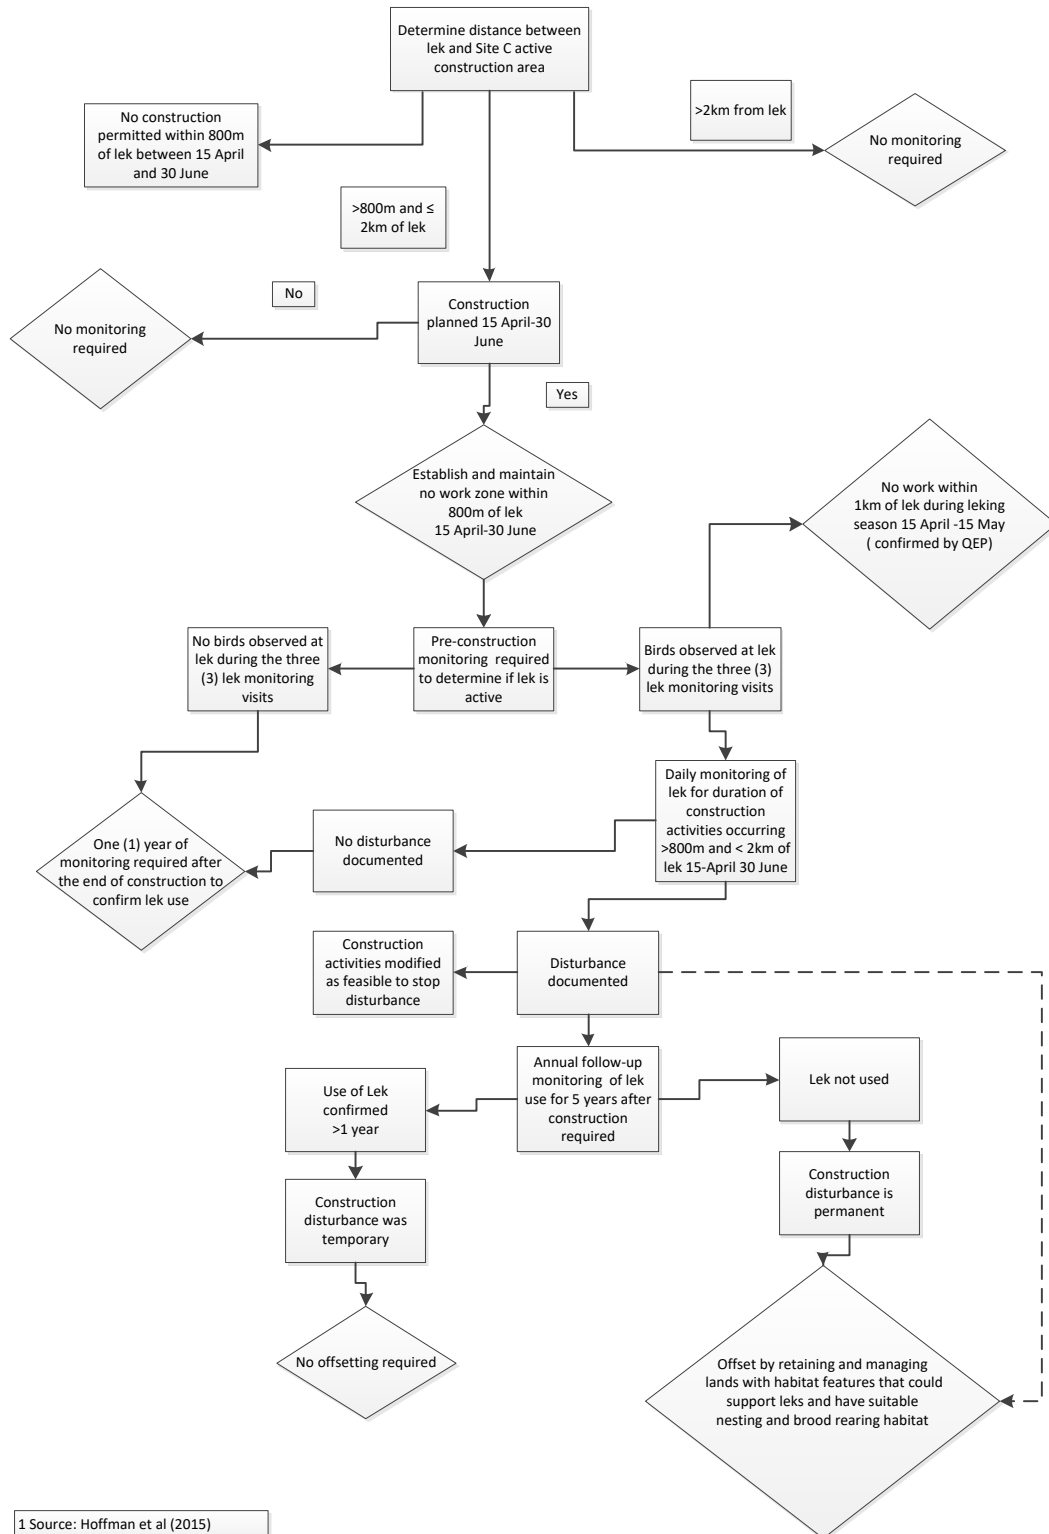 Determine distance between
lek and Site C active
construction area
>2km from lek
No construction
permitted within 800m
of lek between 15 April
and 30 June
No monitoring
required
>800m and ≤
2km of lek
No
Construction
planned 15 April-30
June
No monitoring
required
Yes
Establish and maintain
no work zone within
800m of lek
15 April-30 June
No work within
1km of lek during leking
season 15 April -15 May
( confirmed by QEP)
No birds observed at
lek during the three
(3) lek monitoring
visits
Pre-construction
monitoring  required
to determine if lek is
active
Birds observed at lek
during the three (3)
lek monitoring visits
Daily monitoring of
lek for duration of
construction
activities occurring
>800m and < 2km of
lek 15-April 30 June
No disturbance
documented
One (1) year of
monitoring required after
the end of construction to
confirm lek use
Construction
activities modified
as feasible to stop
disturbance
Disturbance
documented
Annual follow-up
monitoring  of lek
use for 5 years after
construction
required
Lek not used
Use of Lek
confirmed
>1 year
Construction
disturbance is
permanent
Construction
disturbance was
temporary
No offsetting required
Offset by retaining and managing
lands with habitat features that could
support leks and have suitable
nesting and brood rearing habitat
1 Source: Hoffman et al (2015)